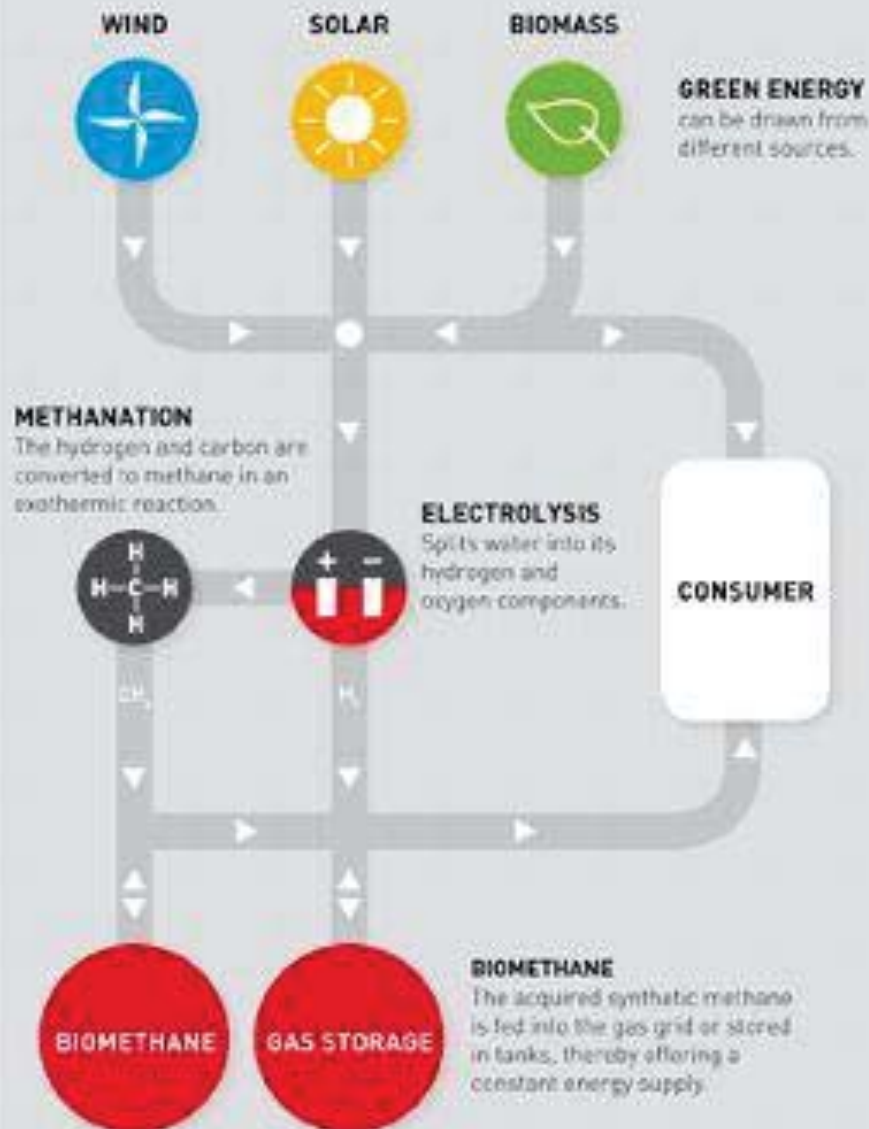 WIND
SOLAR
BIOMASS
GREEN ENERGY
can be drawn from
different sources.
METHANATION
The hydrogen and carbon are
converted to methane in an
exothermic reaction.
ELECTROLYSIS
Splits water into its
hydrogen and
oxygen components.
+ −
H
H–C–H
H
CONSUMER
CH₄
H₂
BIOMETHANE
GAS STORAGE
BIOMETHANE
The acquired synthetic methane
is fed into the gas grid or stored
in tanks, thereby offering a
constant energy supply.